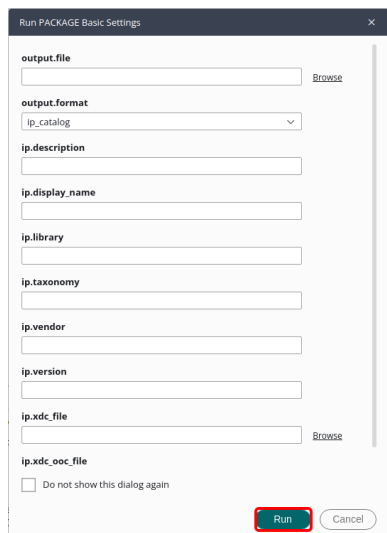 Run PACKAGE Basic Settings
output.file
Browse
output.format
ip_catalog
ip.description
ip.display_name
ip.library
ip.taxonomy
ip.vendor
ip.version
ip.xdc_file
Browse
ip.xdc_ooc_file
Do not show this dialog again
Run Cancel